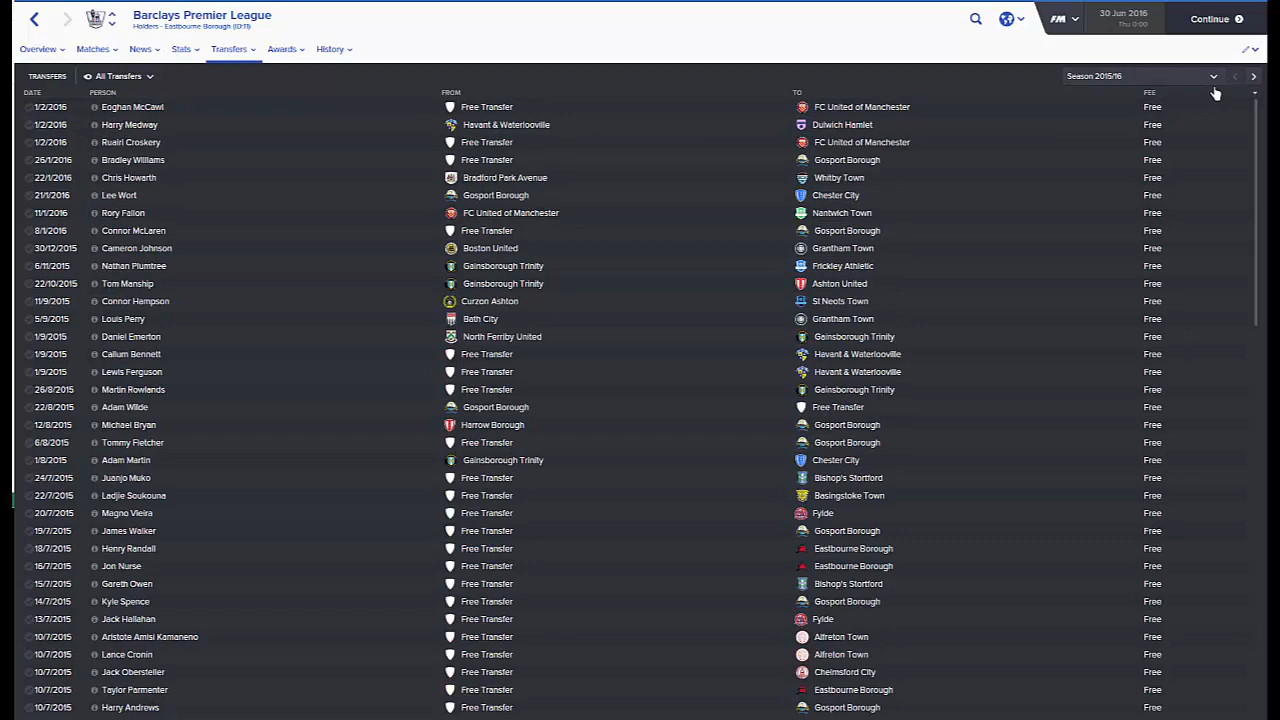 Barclays Premier League
Holders - Eastbourne Borough (ID:11)
FM
30 Jun 2016
Thu 0:00
Continue
Overview Matches News Stats Transfers Awards History
TRANSFERS All Transfers Season 2015/16
DATE PERSON FROM TO FEE
1/2/2016 Eoghan McCawl Free Transfer FC United of Manchester Free
1/2/2016 Harry Medway Havant & Waterlooville Dulwich Hamlet Free
1/2/2016 Ruairi Croskery Free Transfer FC United of Manchester Free
26/1/2016 Bradley Williams Free Transfer Gosport Borough Free
22/1/2016 Chris Howarth Bradford Park Avenue Whitby Town Free
21/1/2016 Lee Wort Gosport Borough Chester City Free
11/1/2016 Rory Fallon FC United of Manchester Nantwich Town Free
8/1/2016 Connor McLaren Free Transfer Gosport Borough Free
30/12/2015 Cameron Johnson Boston United Grantham Town Free
6/11/2015 Nathan Plumtree Gainsborough Trinity Frickley Athletic Free
22/10/2015 Tom Manship Gainsborough Trinity Ashton United Free
11/9/2015 Connor Hampson Curzon Ashton St Neots Town Free
5/9/2015 Louis Perry Bath City Grantham Town Free
1/9/2015 Daniel Emerton North Ferriby United Gainsborough Trinity Free
1/9/2015 Callum Bennett Free Transfer Havant & Waterlooville Free
1/9/2015 Lewis Ferguson Free Transfer Havant & Waterlooville Free
26/8/2015 Martin Rowlands Free Transfer Gainsborough Trinity Free
22/8/2015 Adam Wilde Gosport Borough Free Transfer Free
12/8/2015 Michael Bryan Harrow Borough Gosport Borough Free
6/8/2015 Tommy Fletcher Free Transfer Gosport Borough Free
1/8/2015 Adam Martin Gainsborough Trinity Chester City Free
24/7/2015 Juanjo Muko Free Transfer Bishop's Stortford Free
22/7/2015 Ladjie Soukouna Free Transfer Basingstoke Town Free
20/7/2015 Magno Vieira Free Transfer Fylde Free
19/7/2015 James Walker Free Transfer Gosport Borough Free
18/7/2015 Henry Randall Free Transfer Eastbourne Borough Free
16/7/2015 Jon Nurse Free Transfer Eastbourne Borough Free
15/7/2015 Gareth Owen Free Transfer Bishop's Stortford Free
14/7/2015 Kyle Spence Free Transfer Gosport Borough Free
13/7/2015 Jack Hallahan Free Transfer Fylde Free
10/7/2015 Aristote Amisi Kamaneno Free Transfer Alfreton Town Free
10/7/2015 Lance Cronin Free Transfer Alfreton Town Free
10/7/2015 Jack Obersteller Free Transfer Chelmsford City Free
10/7/2015 Taylor Parmenter Free Transfer Eastbourne Borough Free
10/7/2015 Harry Andrews Free Transfer Gosport Borough Free